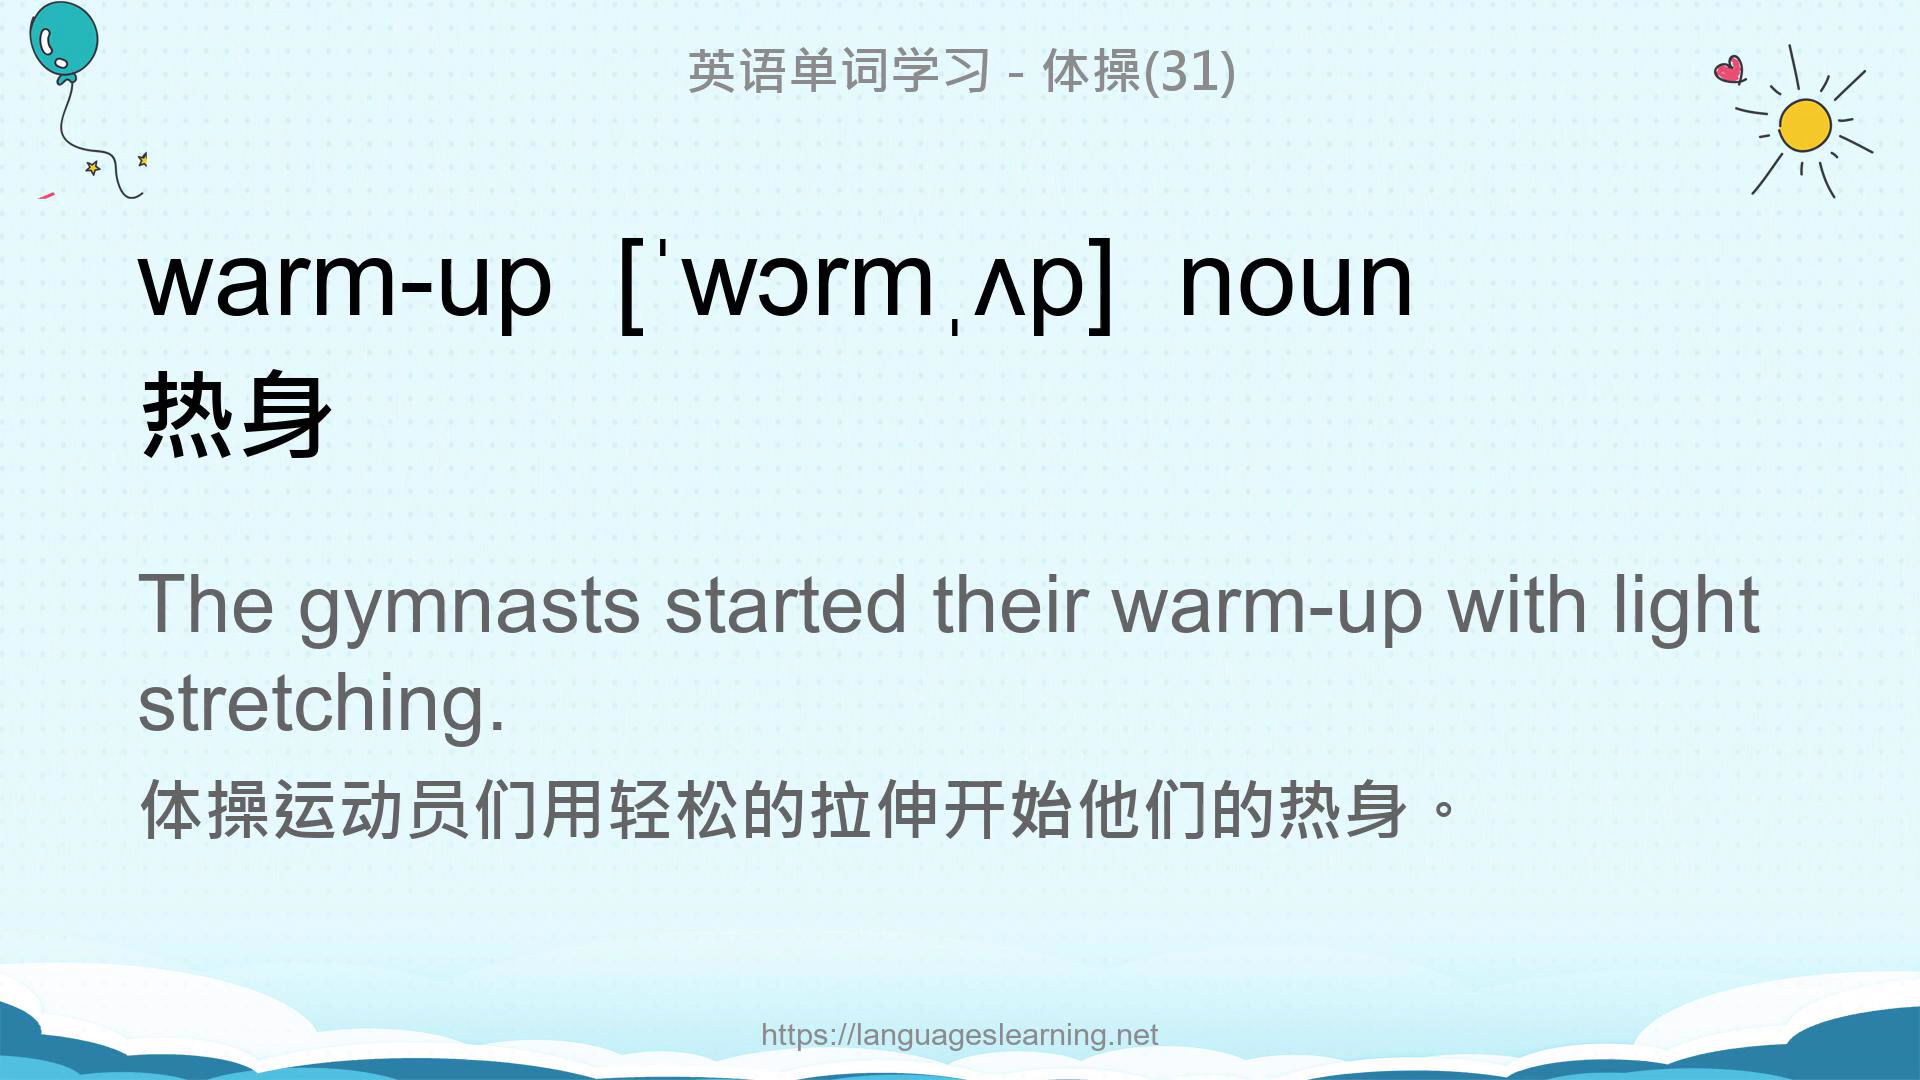 英语单词学习 - 体操(31)
warm-up [ˈwɔrmˌʌp] noun
热身
The gymnasts started their warm-up with light
stretching.
体操运动员们用轻松的拉伸开始他们的热身。
https://languageslearning.net